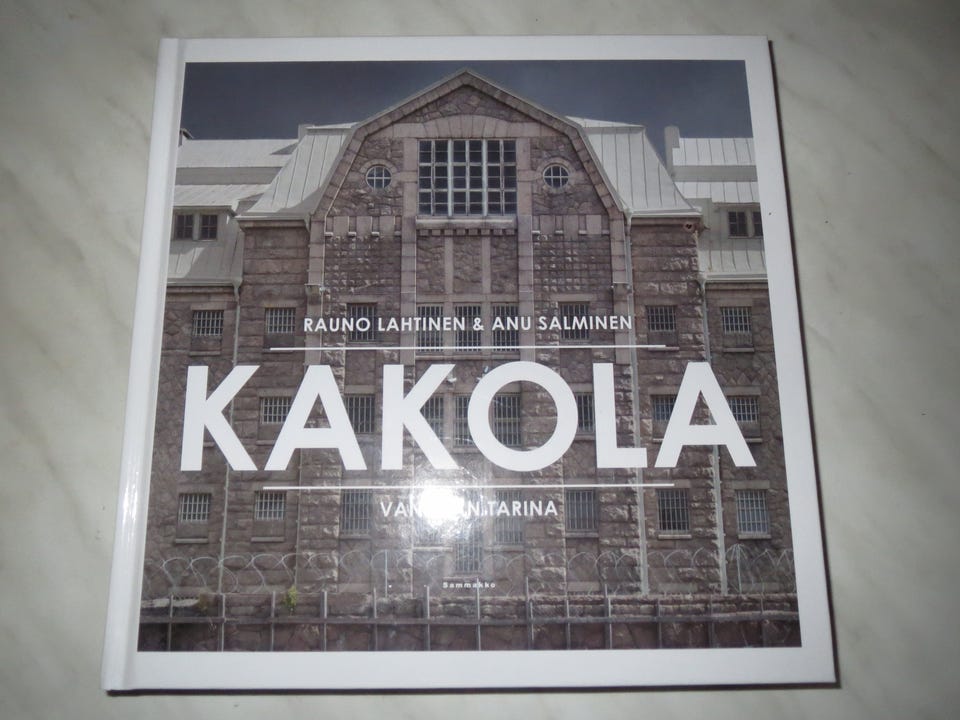 RAUNO LAHTINEN & ANU SALMINEN
KAKOLA
TARINA
Sammakko